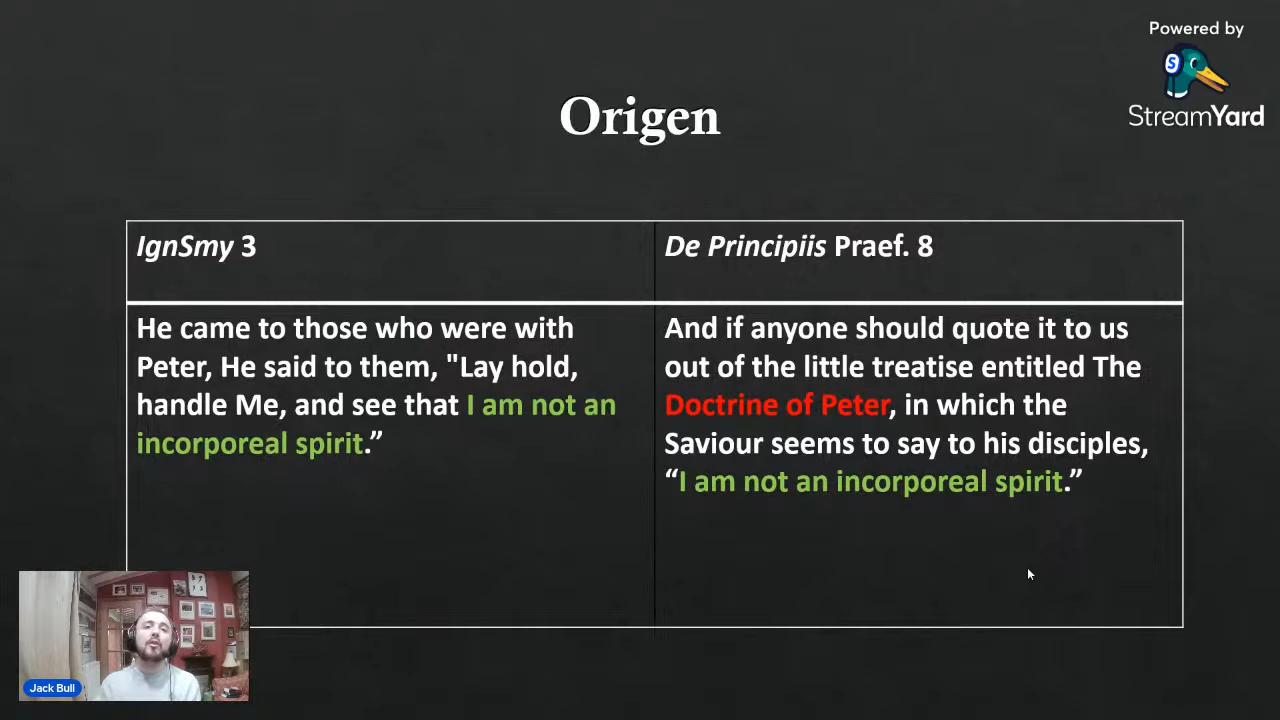 Powered by
StreamYard
Origen
IgnSmy 3
De Principiis Praef. 8
He came to those who were with
Peter, He said to them, "Lay hold,
handle Me, and see that I am not an
incorporeal spirit.”
And if anyone should quote it to us
out of the little treatise entitled The
Doctrine of Peter, in which the
Saviour seems to say to his disciples,
“I am not an incorporeal spirit.”
Jack Bull